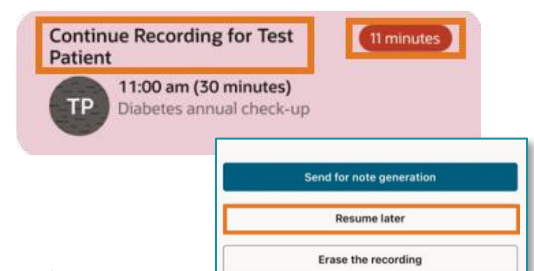 Continue Recording for Test
Patient
11 minutes
TP
11:00 am (30 minutes)
Diabetes annual check-up
Send for note generation
Resume later
Erase the recording